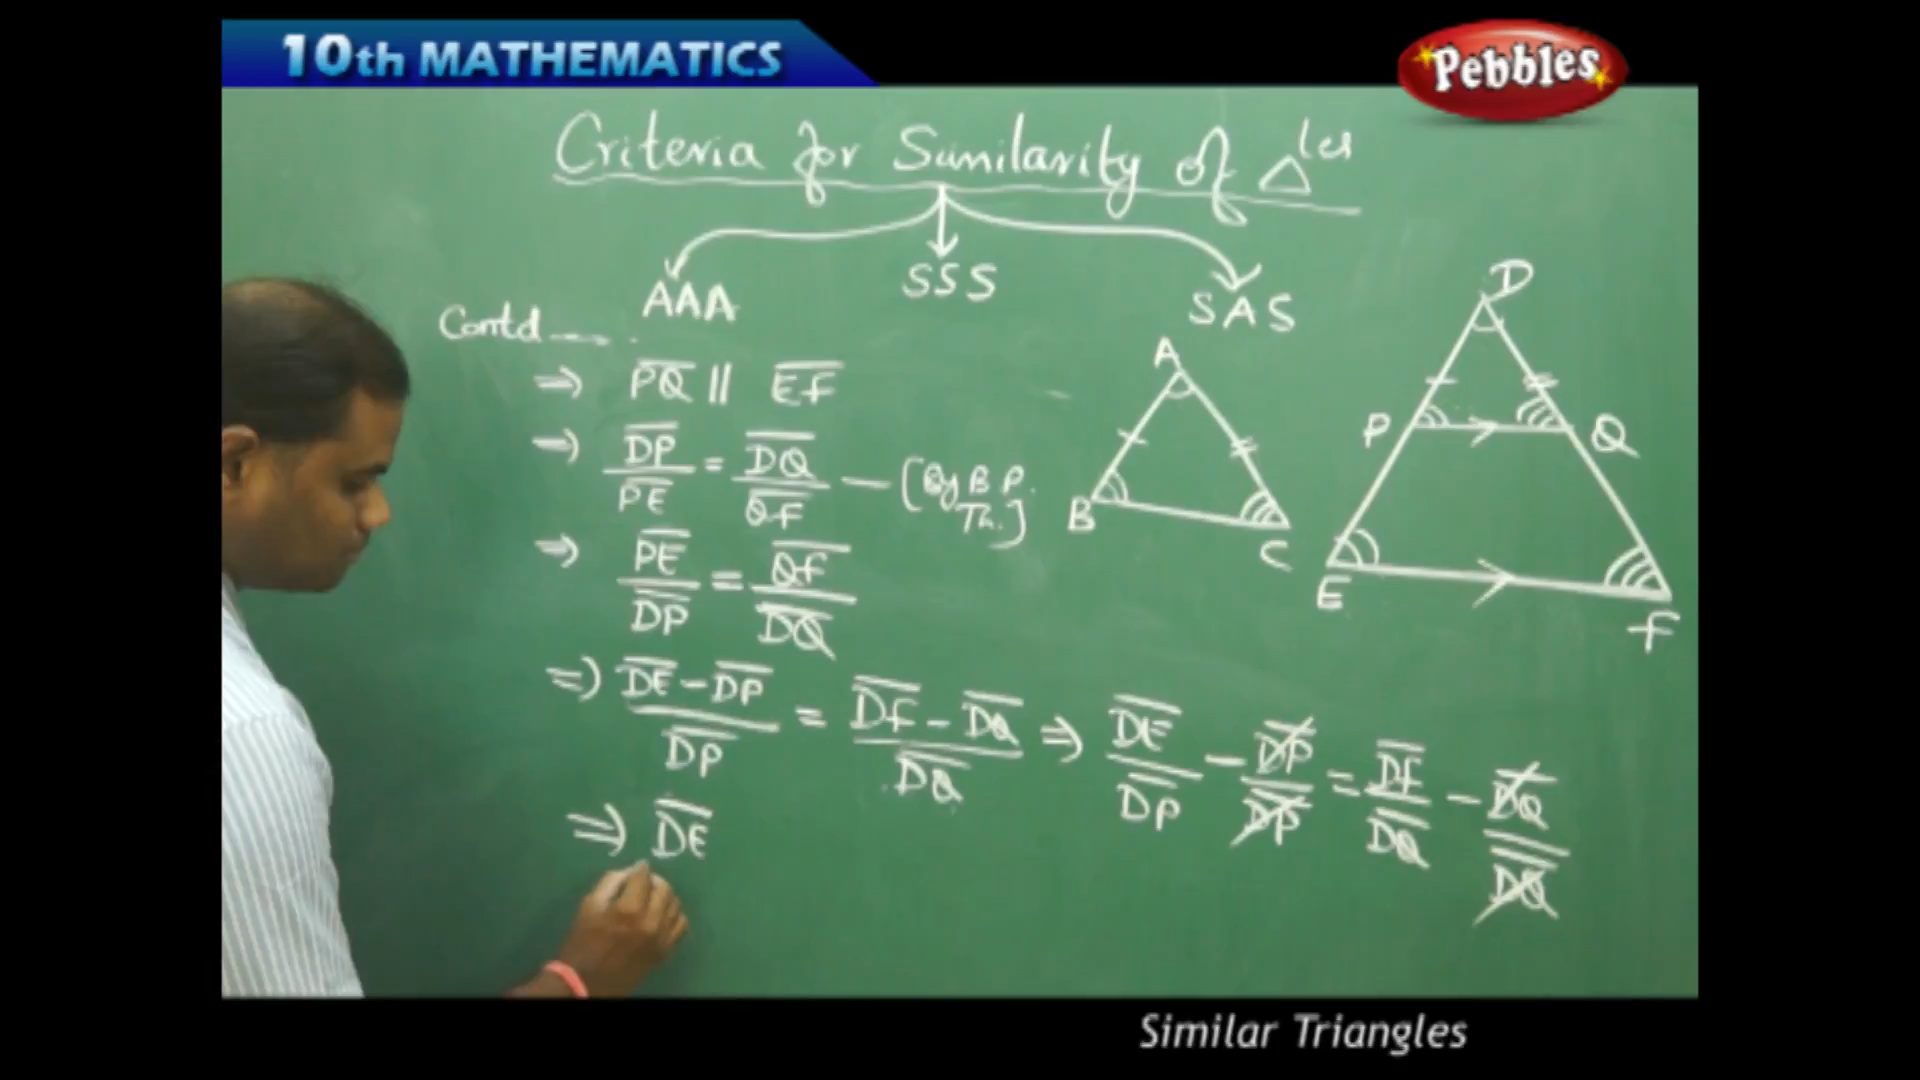 10th MATHEMATICS
Pebbles
Criteria for Similarity of Δles
AAA SSS SAS
Contd ---- .
⇒ PQ || EF
⇒ DP/PE = DQ/QF — [By B.P. Th.]
⇒ PE/DP = QF/DQ
⇒ DE - DP/DP = DF - DQ/DQ ⇒ DE/DP - DP/DP = DF/DQ - DQ/DQ
⇒ DE
A
B
C
D
P
Q
E
F
Similar Triangles